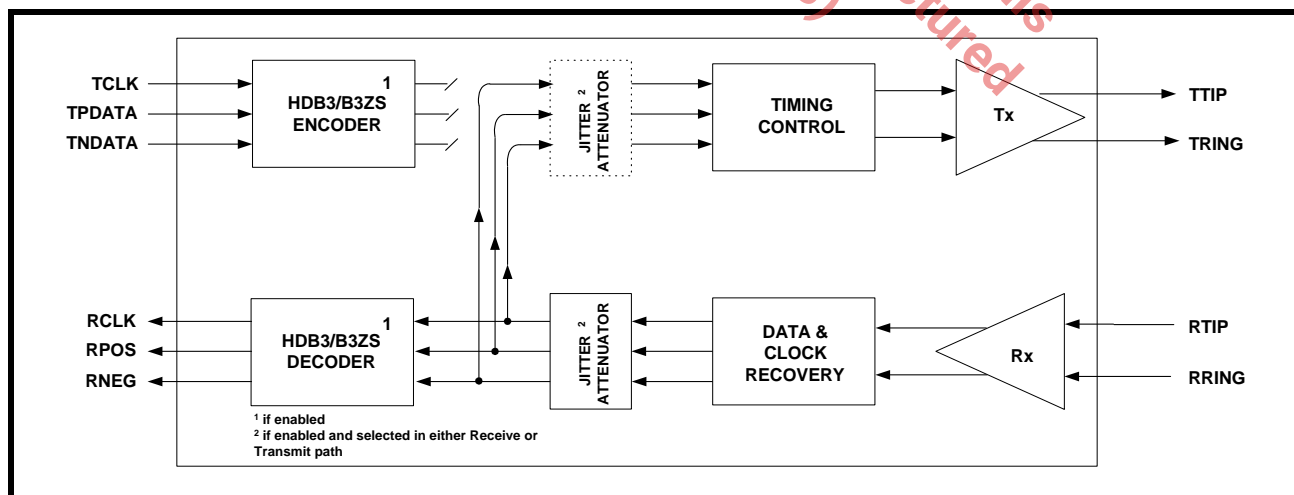 his
ctured
TCLK
TPDATA
TNDATA
1
HDB3/B3ZS
ENCODER
JITTER 2
ATTENUATOR
TIMING
CONTROL
Tx
TTIP
TRING
RCLK
RPOS
RNEG
1
HDB3/B3ZS
DECODER
JITTER 2
ATTENUATOR
DATA &
CLOCK
RECOVERY
Rx
RTIP
RRING
1 if enabled
2 if enabled and selected in either Receive or
Transmit path